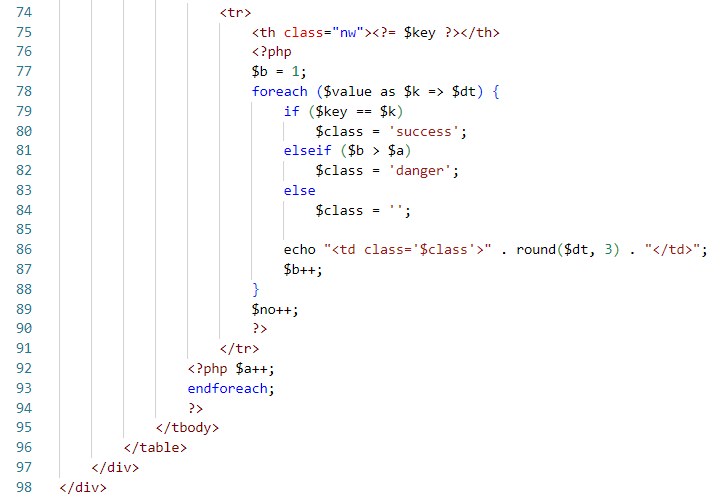 74 <tr>
75 <th class="nw"><?= $key ?></th>
76 <?php
77 $b = 1;
78 foreach ($value as $k => $dt) {
79 if ($key == $k)
80 $class = 'success';
81 elseif ($b > $a)
82 $class = 'danger';
83 else
84 $class = '';
85
86 echo "<td class='$class'>" . round($dt, 3) . "</td>";
87 $b++;
88 }
89 $no++;
90 ?>
91 </tr>
92 <?php $a++;
93 endforeach;
94 ?>
95 </tbody>
96 </table>
97 </div>
98 </div>